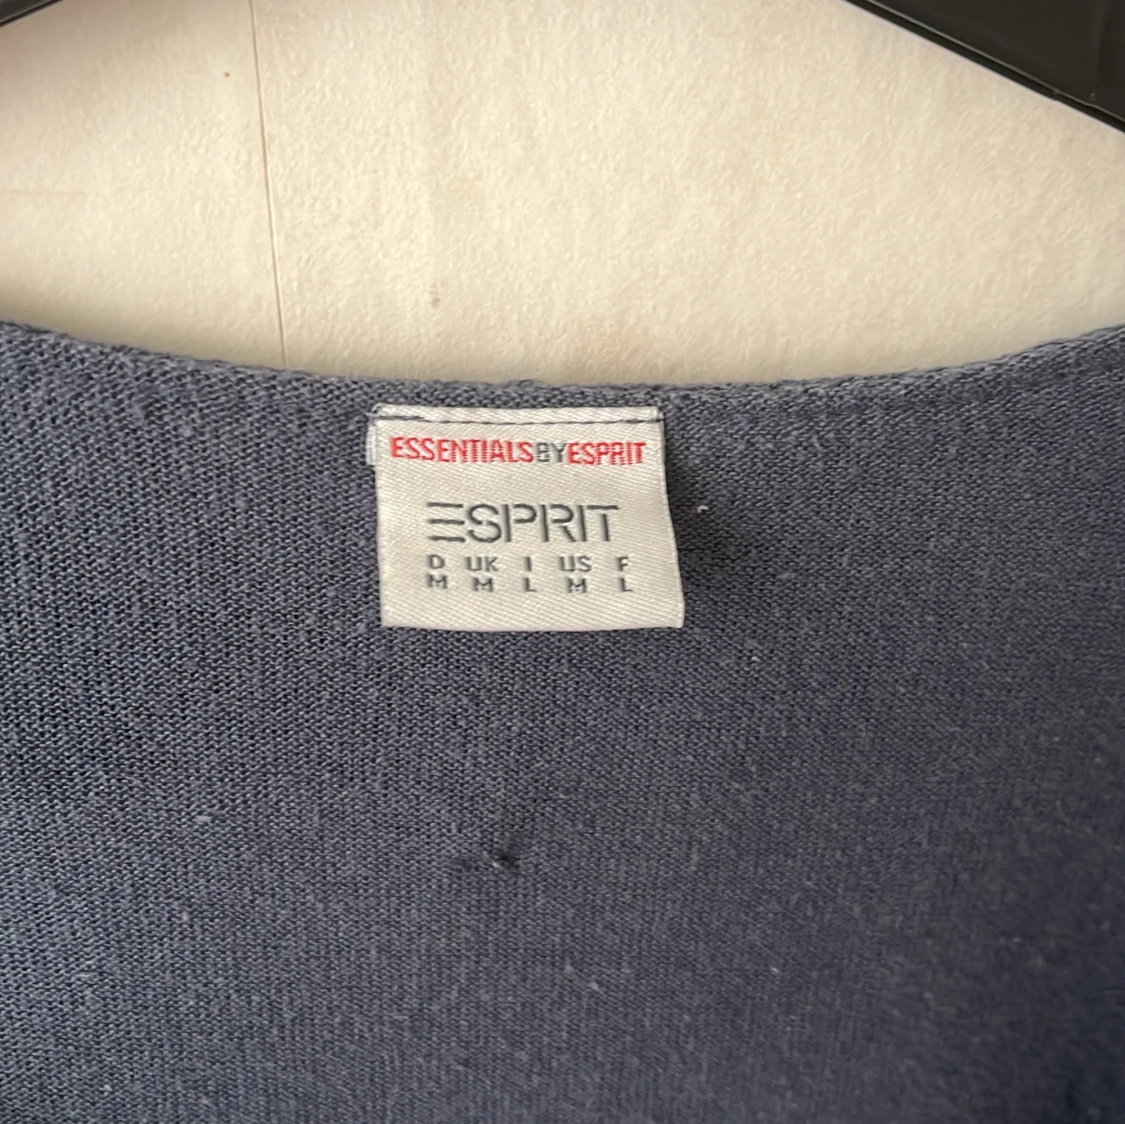 ESSENTIALSBYESPRIT
ESPRIT
D UK I US F
M M L M L